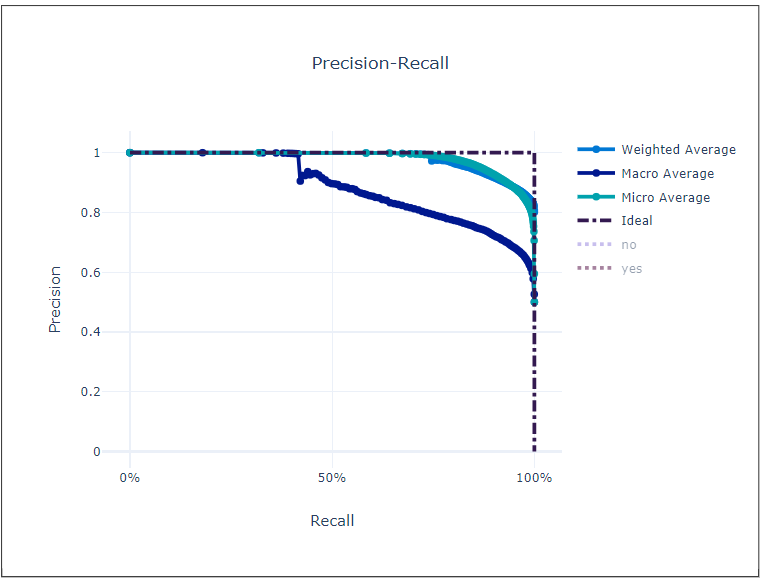 Precision-Recall
1
0.8
0.6
0.4
0.2
0
Precision
0%
50%
100%
Recall
Weighted Average
Macro Average
Micro Average
Ideal
no
yes